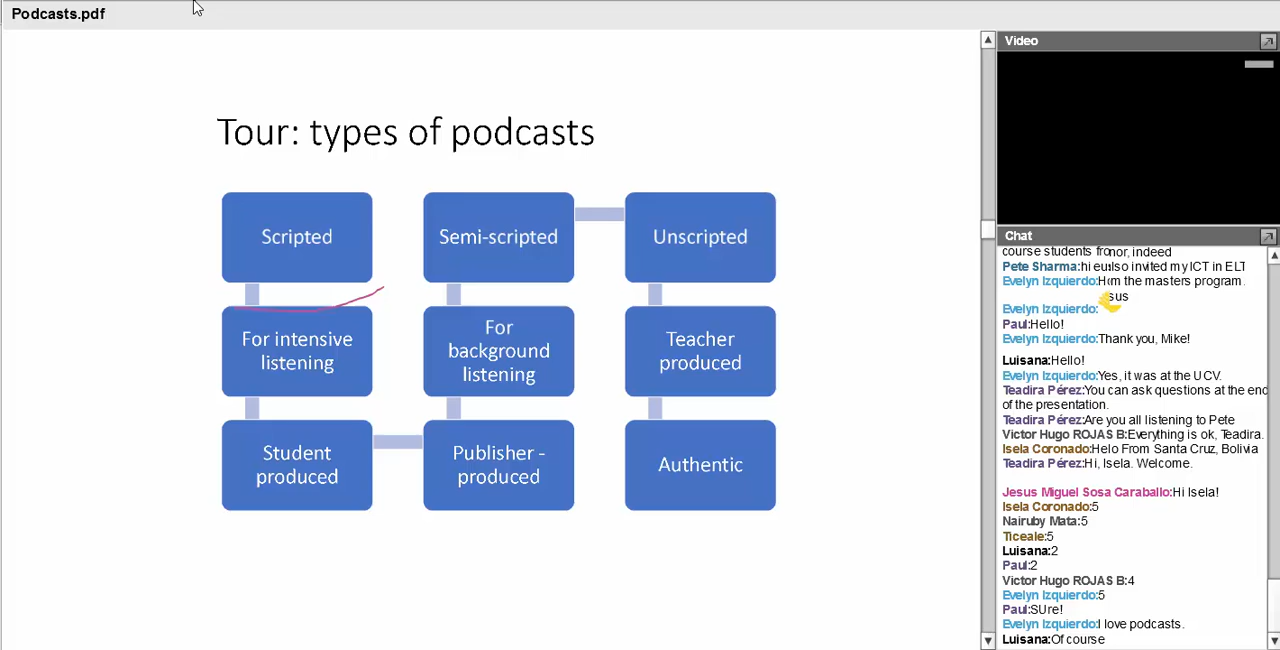 Podcasts.pdf
Tour: types of podcasts
Scripted
Semi-scripted
Unscripted
For intensive
listening
For
background
listening
Teacher
produced
Student
produced
Publisher -
produced
Authentic
Video
Chat
course students
indeed
Pete Sharma:hi
invited my ICT in ELT
Evelyn Izquierdo:
the masters program.
Evelyn Izquierdo:
Paul:Hello!
Evelyn Izquierdo:Thank you, Mike!
Luisana:Hello!
Evelyn Izquierdo:Yes, it was at the UCV.
Teadira Pérez:You can ask questions at the end
of the presentation.
Teadira Pérez:Are you all listening to Pete
Victor Hugo ROJAS B:Everything is ok, Teadira.
Isela Coronado:Helo From Santa Cruz, Bolivia
Teadira Pérez:Hi, Isela. Welcome.
Jesus Miguel Sosa Caraballo:Hi Isela!
Isela Coronado:5
Nairuby Mata:5
Ticeale:5
Luisana:2
Paul:2
Victor Hugo ROJAS B:4
Evelyn Izquierdo:5
Paul:SUre!
Evelyn Izquierdo:I love podcasts.
Luisana:Of course